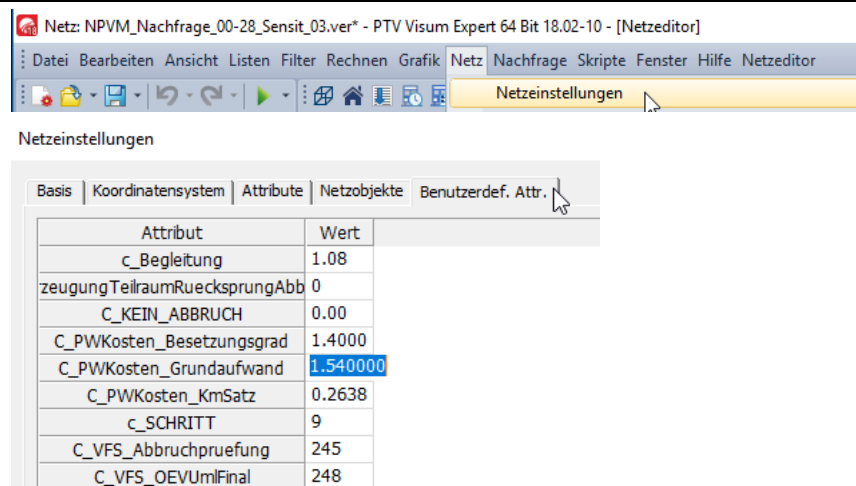 Netz: NPVM_Nachfrage_00-28_Sensit_03.ver* - PTV Visum Expert 64 Bit 18.02-10 - [Netzeditor]
Datei Bearbeiten Ansicht Listen Filter Rechnen Grafik Netz Nachfrage Skripte Fenster Hilfe Netzeditor
Netzeinstellungen
Netzeinstellungen
Basis Koordinatensystem Attribute Netzobjekte Benutzerdef. Attr.
Attribut Wert
c_Begleitung 1.08
zeugungTeilraumRuecksprungAbb 0
C_KEIN_ABBRUCH 0.00
C_PWKosten_Besetzungsgrad 1.4000
C_PWKosten_Grundaufwand 1.540000
C_PWKosten_KmSatz 0.2638
c_SCHRITT 9
C_VFS_Abbruchpruefung 245
C_VFS_OEVUmlFinal 248